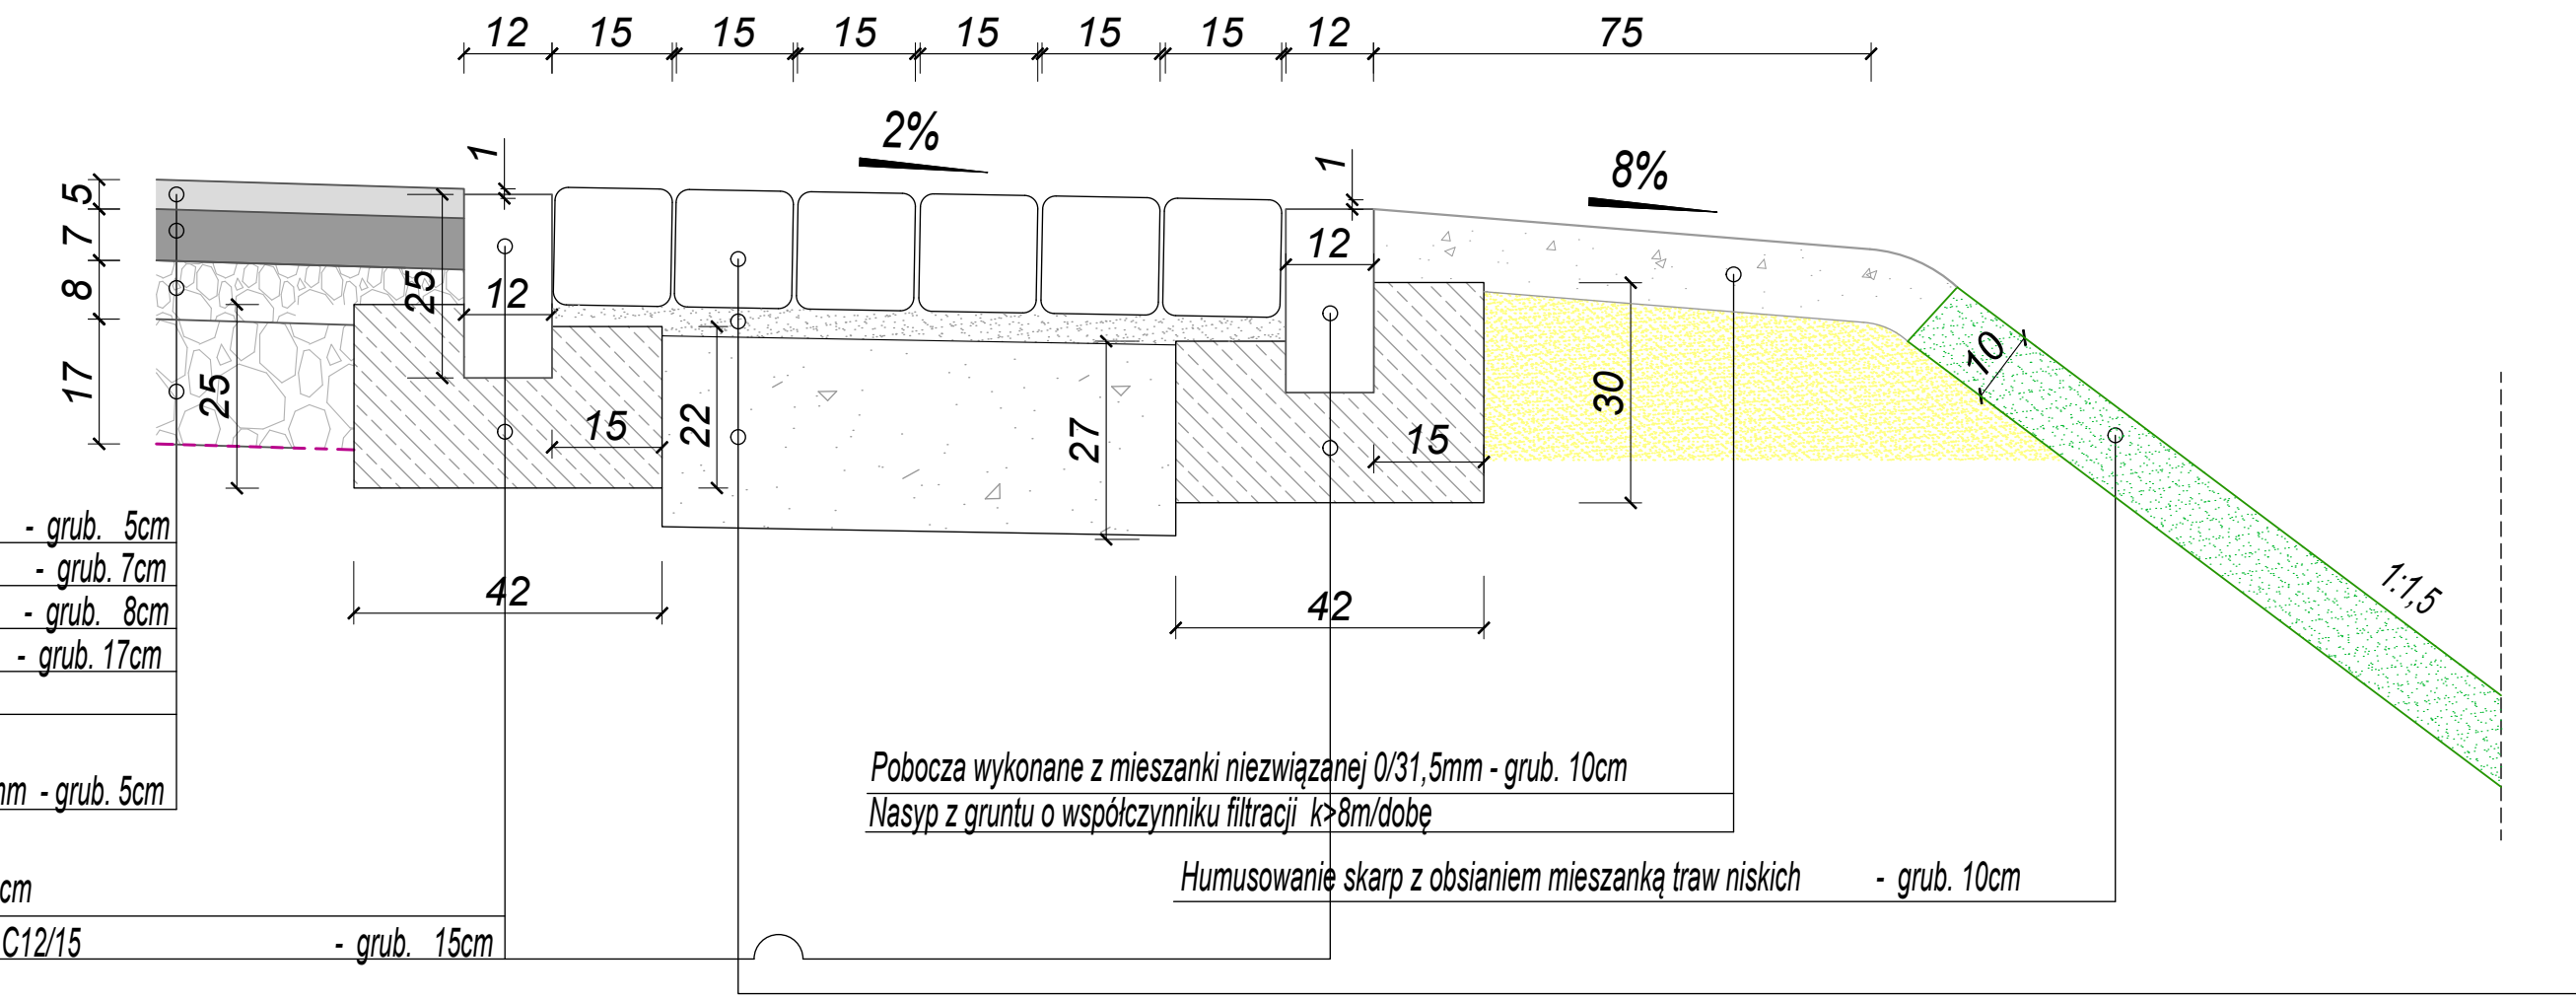 12 15 15 15 15 15 15 12 75
2%
8%
1
1
5
7
8
17
25
25
12
12
15
22
27
15
30
10
42
42
1:1,5
- grub. 5cm
- grub. 7cm
- grub. 8cm
- grub. 17cm
mm - grub. 5cm
Pobocza wykonane z mieszanki niezwiązanej 0/31,5mm - grub. 10cm
Nasyp z gruntu o współczynniku filtracji k>8m/dobę
Humusowanie skarp z obsianiem mieszanką traw niskich - grub. 10cm
cm
C12/15 - grub. 15cm